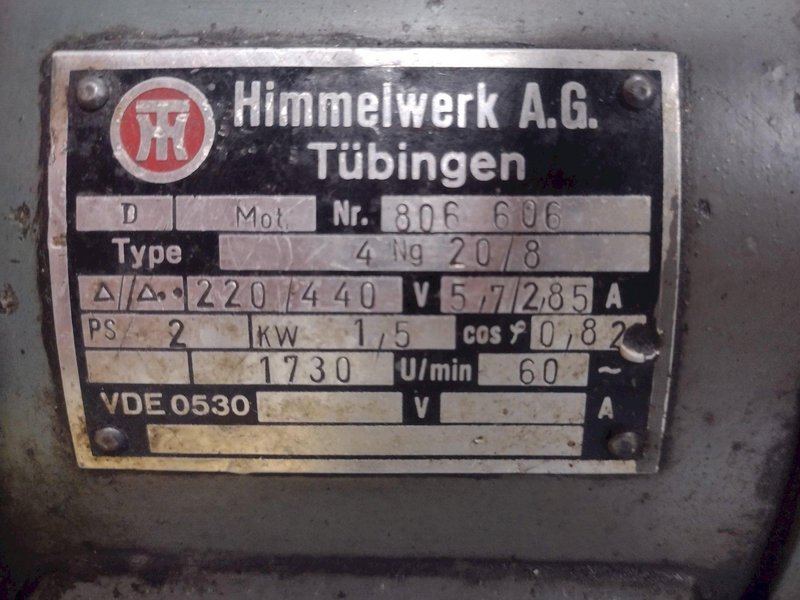 Himmelwerk A.G.
Tübingen
D Mot. Nr. 806 606
Type 4 Ng 20/8
Δ//Δ.. 220/440 V 5,7/2,85 A
PS/ 2 KW 1,5 cos φ 0,82
1730 U/min 60 ~
VDE 0530 V A